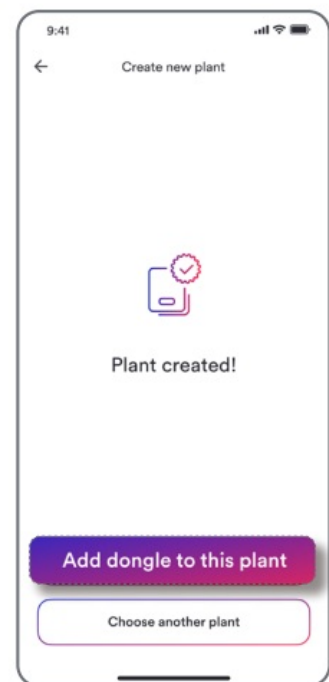 9:41
Create new plant
Plant created!
Add dongle to this plant
Choose another plant